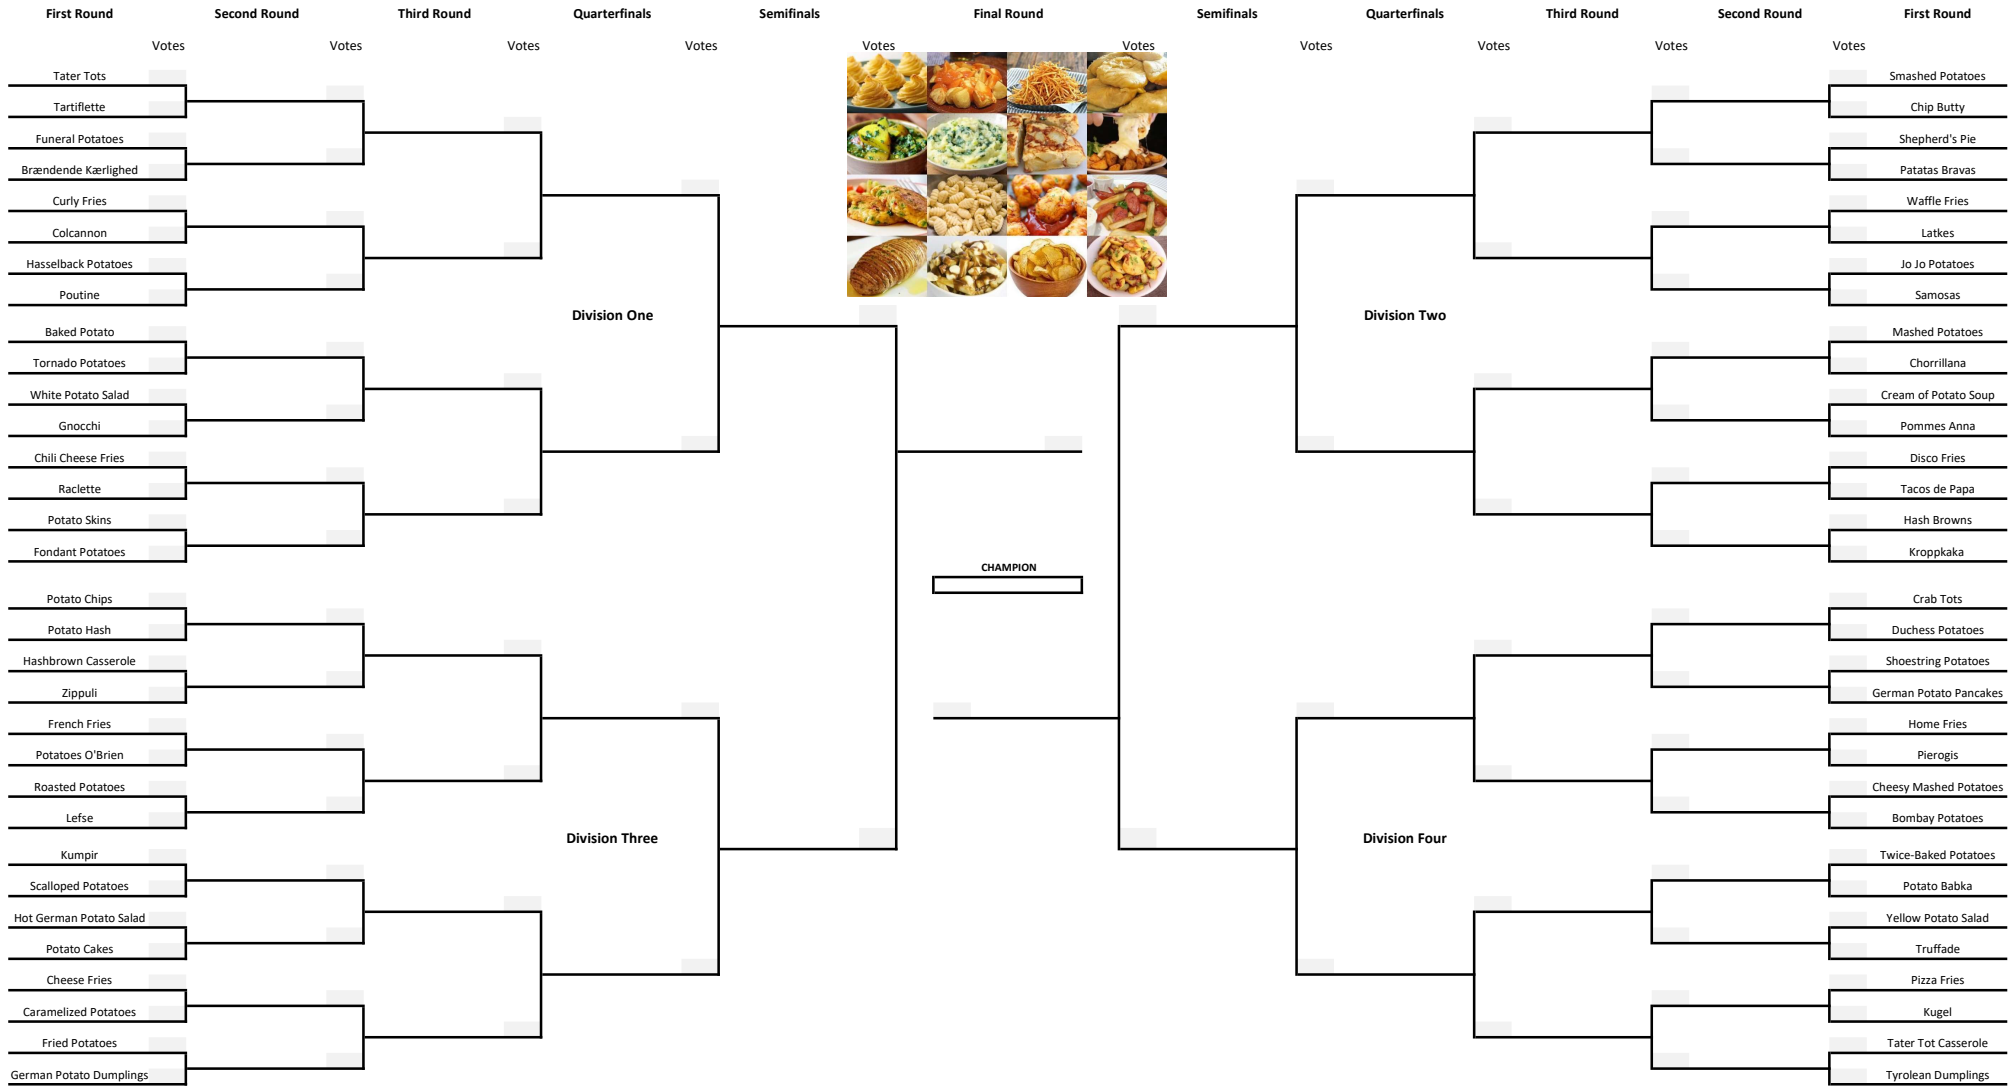 First Round Second Round Third Round Quarterfinals Semifinals Final Round Semifinals Quarterfinals Third Round Second Round First Round
Votes Votes Votes Votes Votes Votes Votes Votes Votes Votes
Tater Tots
Tartiflette
Funeral Potatoes
Brændende Kærlighed
Curly Fries
Colcannon
Hasselback Potatoes
Poutine
Division One
Baked Potato
Tornado Potatoes
White Potato Salad
Gnocchi
Chili Cheese Fries
Raclette
Potato Skins
Fondant Potatoes
Potato Chips
Potato Hash
Hashbrown Casserole
Zippuli
French Fries
Potatoes O'Brien
Roasted Potatoes
Lefse
Division Three
Kumpir
Scalloped Potatoes
Hot German Potato Salad
Potato Cakes
Cheese Fries
Caramelized Potatoes
Fried Potatoes
German Potato Dumplings
CHAMPION
Smashed Potatoes
Chip Butty
Shepherd's Pie
Patatas Bravas
Waffle Fries
Latkes
Jo Jo Potatoes
Samosas
Division Two
Mashed Potatoes
Chorrillana
Cream of Potato Soup
Pommes Anna
Disco Fries
Tacos de Papa
Hash Browns
Kroppkaka
Crab Tots
Duchess Potatoes
Shoestring Potatoes
German Potato Pancakes
Home Fries
Pierogis
Cheesy Mashed Potatoes
Bombay Potatoes
Division Four
Twice-Baked Potatoes
Potato Babka
Yellow Potato Salad
Truffade
Pizza Fries
Kugel
Tater Tot Casserole
Tyrolean Dumplings